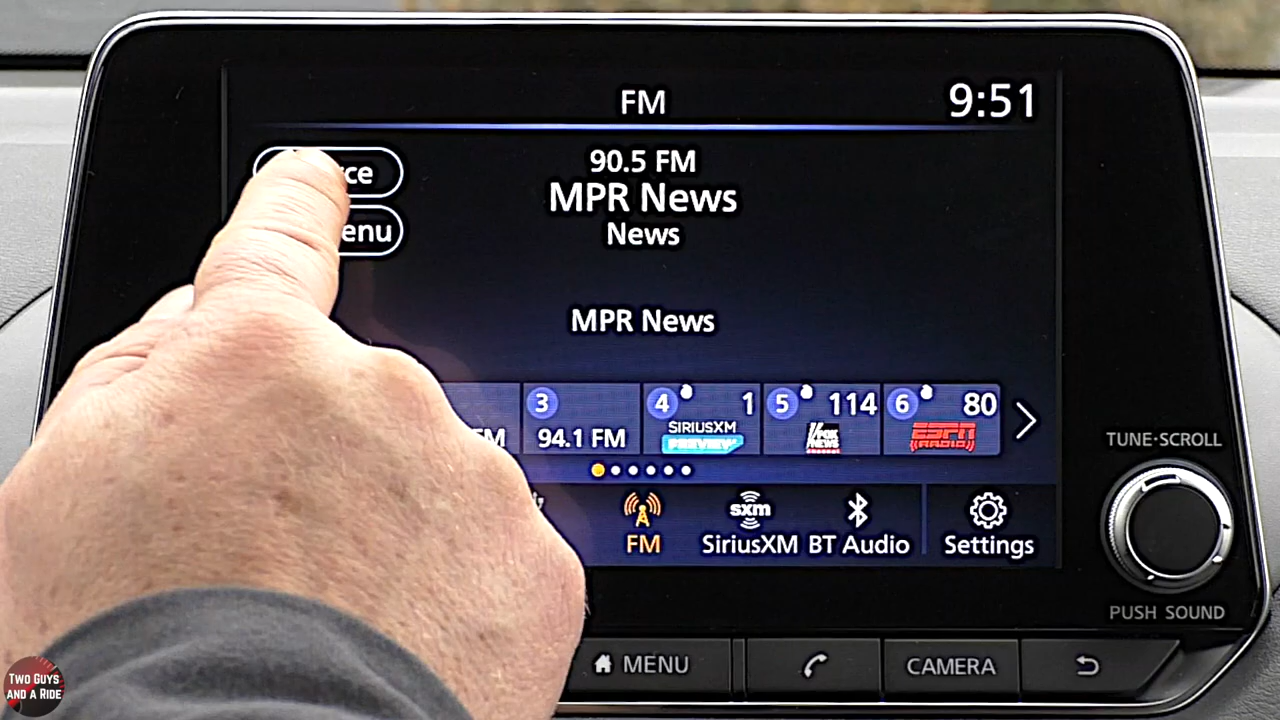 FM
9:51
90.5 FM
MPR News
News
MPR News
3
94.1 FM
4 1
SIRIUSXM
PREVIEW
5 114
FOX
NEWS
channel
6 80
ESPN
RADIO
FM
sxm
SiriusXM
BT Audio
Settings
TUNE·SCROLL
PUSH SOUND
MENU
CAMERA
TWO GUYS
AND A RIDE